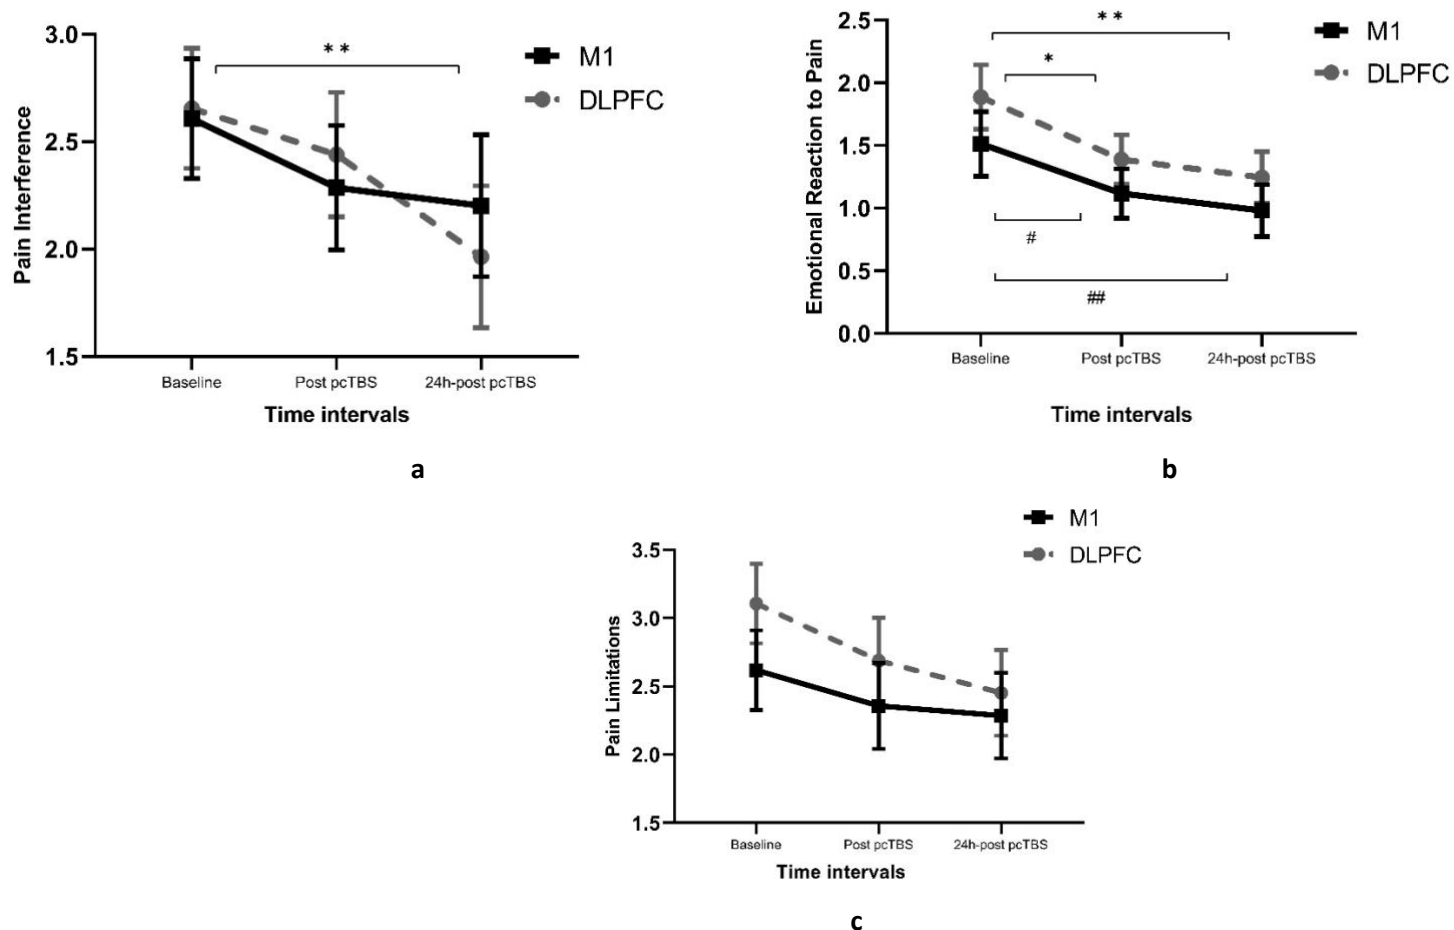 3.0
2.5
2.0
1.5
Pain Interference
* *
M1
DLPFC
Baseline
Post pcTBS
24h-post pcTBS
Time intervals
a
2.5
2.0
1.5
1.0
0.5
0.0
Emotional Reaction to Pain
* *
*
#
##
M1
DLPFC
Baseline
Post pcTBS
24h-post pcTBS
Time intervals
b
3.5
3.0
2.5
2.0
1.5
Pain Limitations
M1
DLPFC
Baseline
Post pcTBS
24h-post pcTBS
Time intervals
c